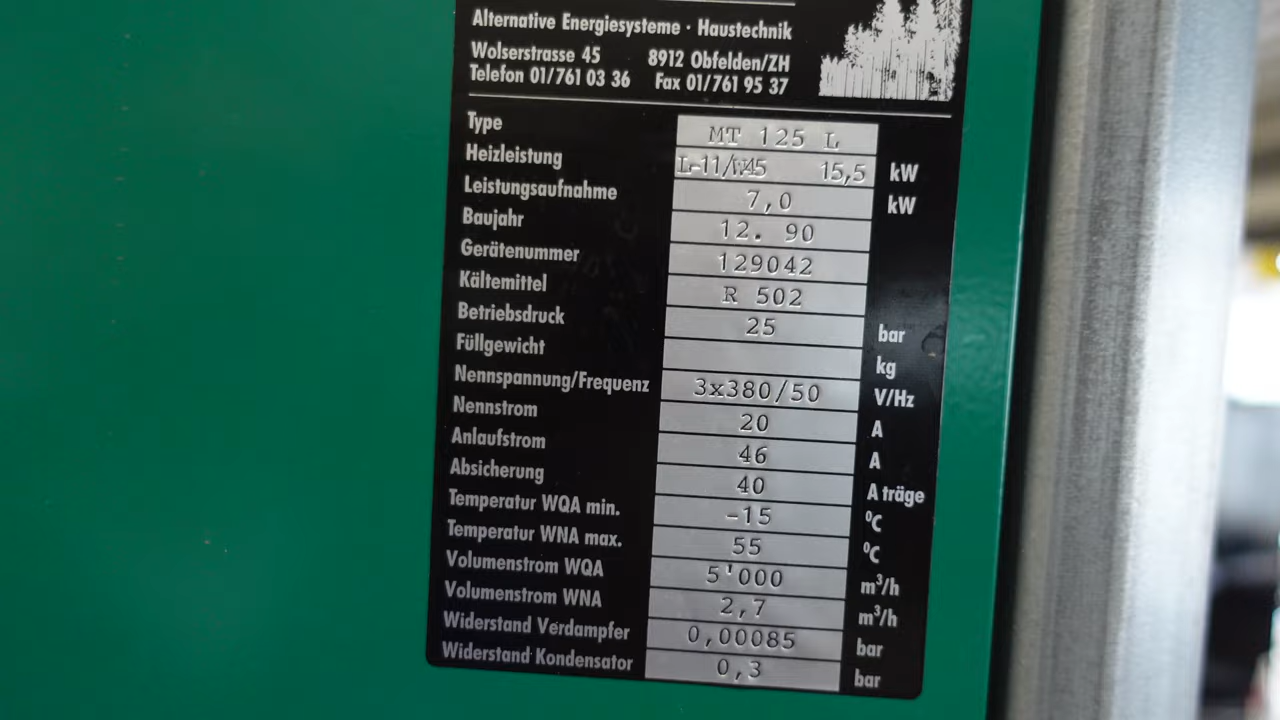 Alternative Energiesysteme · Haustechnik
Wolserstrasse 45 8912 Obfelden/ZH
Telefon 01/761 03 36 Fax 01/761 95 37
Type MT 125 L
Heizleistung L-11/W45 15,5 kW
Leistungsaufnahme 7,0 kW
Baujahr 12. 90
Gerätenummer 129042
Kältemittel R 502
Betriebsdruck 25 bar
Füllgewicht kg
Nennspannung/Frequenz 3x380/50 V/Hz
Nennstrom 20 A
Anlaufstrom 46 A
Absicherung 40 A träge
Temperatur WQA min. -15 °C
Temperatur WNA max. 55 °C
Volumenstrom WQA 5'000 m³/h
Volumenstrom WNA 2,7 m³/h
Widerstand Verdampfer 0,00085 bar
Widerstand Kondensator 0,3 bar